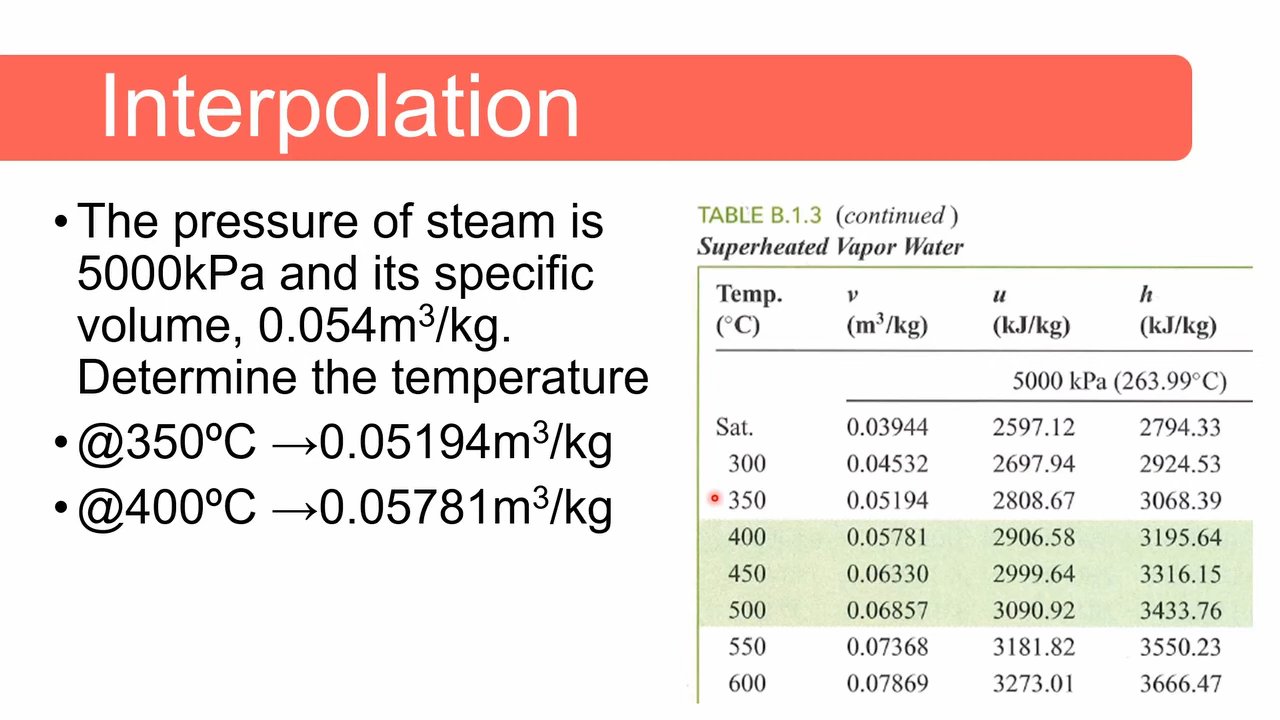 Interpolation
• The pressure of steam is
5000kPa and its specific
volume, 0.054m³/kg.
Determine the temperature
• @350ºC →0.05194m³/kg
• @400ºC →0.05781m³/kg
TABLE B.1.3 (continued)
Superheated Vapor Water
Temp. v u h
(°C) (m³/kg) (kJ/kg) (kJ/kg)
5000 kPa (263.99°C)
Sat. 0.03944 2597.12 2794.33
300 0.04532 2697.94 2924.53
350 0.05194 2808.67 3068.39
400 0.05781 2906.58 3195.64
450 0.06330 2999.64 3316.15
500 0.06857 3090.92 3433.76
550 0.07368 3181.82 3550.23
600 0.07869 3273.01 3666.47